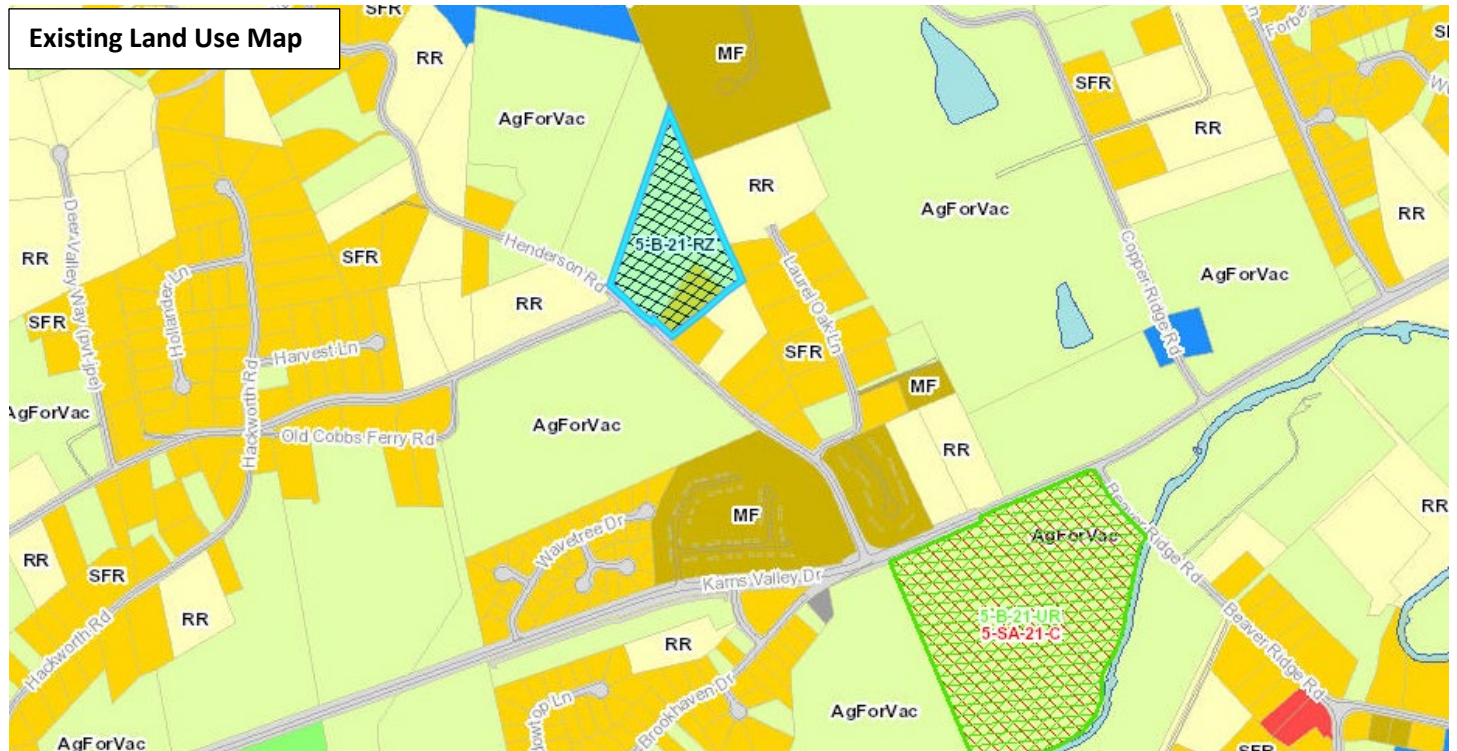 SFR
Existing Land Use Map
RR
MF
AgForVac
SFR
RR
RR
RR
5-B-21-RZ
AgForVac
Henderson Rd
Deer Valley Way (pvt-jpe)
Hollander Ln
SFR
RR
RR
Laurel Oak Ln
Copper Ridge Rd
AgForVac
SFR
Harvest Ln
SFR
MF
AgForVac
Hackworth Rd
Old Cobbs Ferry Rd
AgForVac
RR
Wavetree Dr
MF
Beaver Ridge Rd
AgForVac
RR
RR
SFR
Karns Valley Dr
RR
5-B-21-UR
5-SA-21-C
Beaver Ridge Rd
Hackworth Rd
RR
Brookhaven Dr
AgForVac
AgForVac
SFR